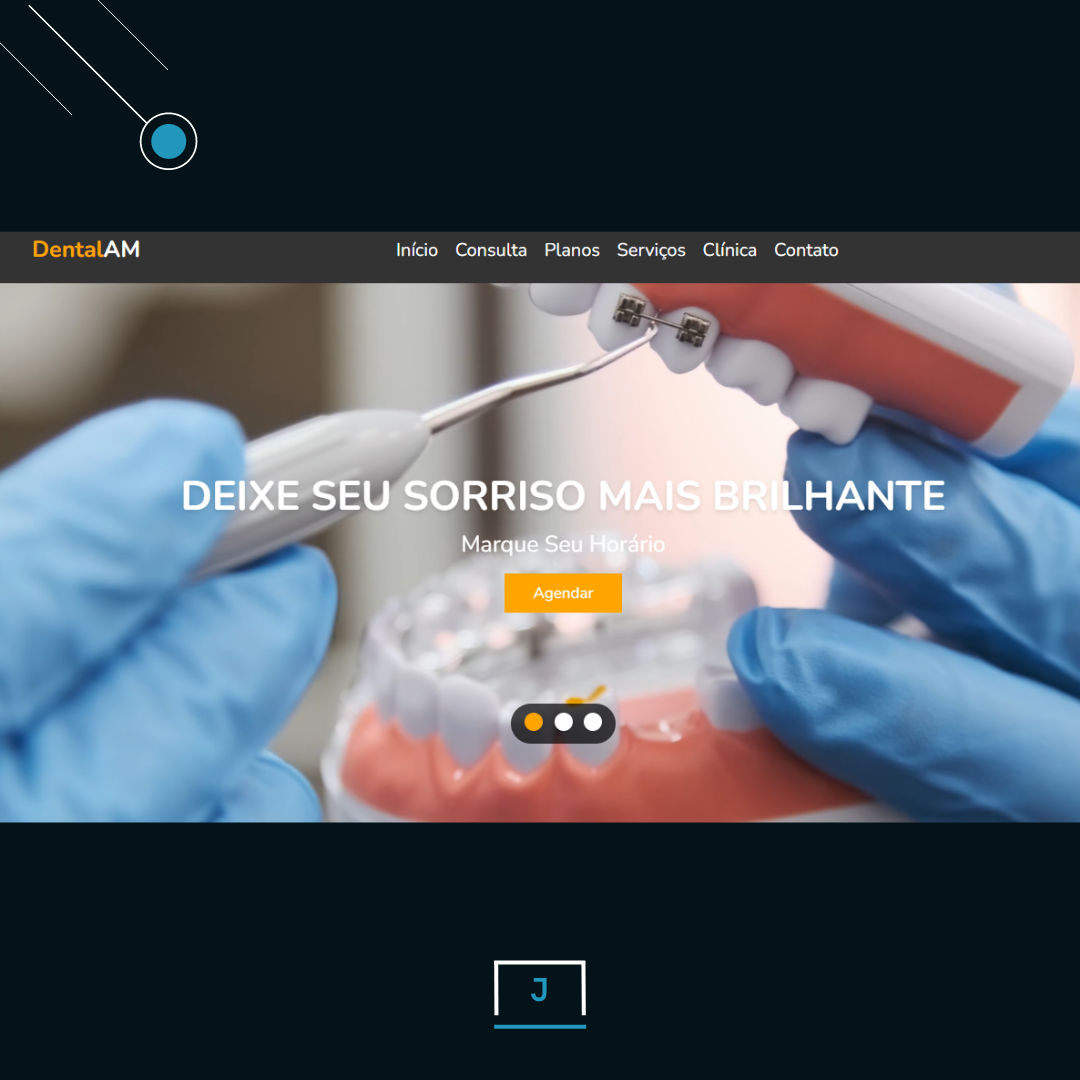 DentalAM
Início Consulta Planos Serviços Clínica Contato
DEIXE SEU SORRISO MAIS BRILHANTE
Marque Seu Horário
Agendar
J